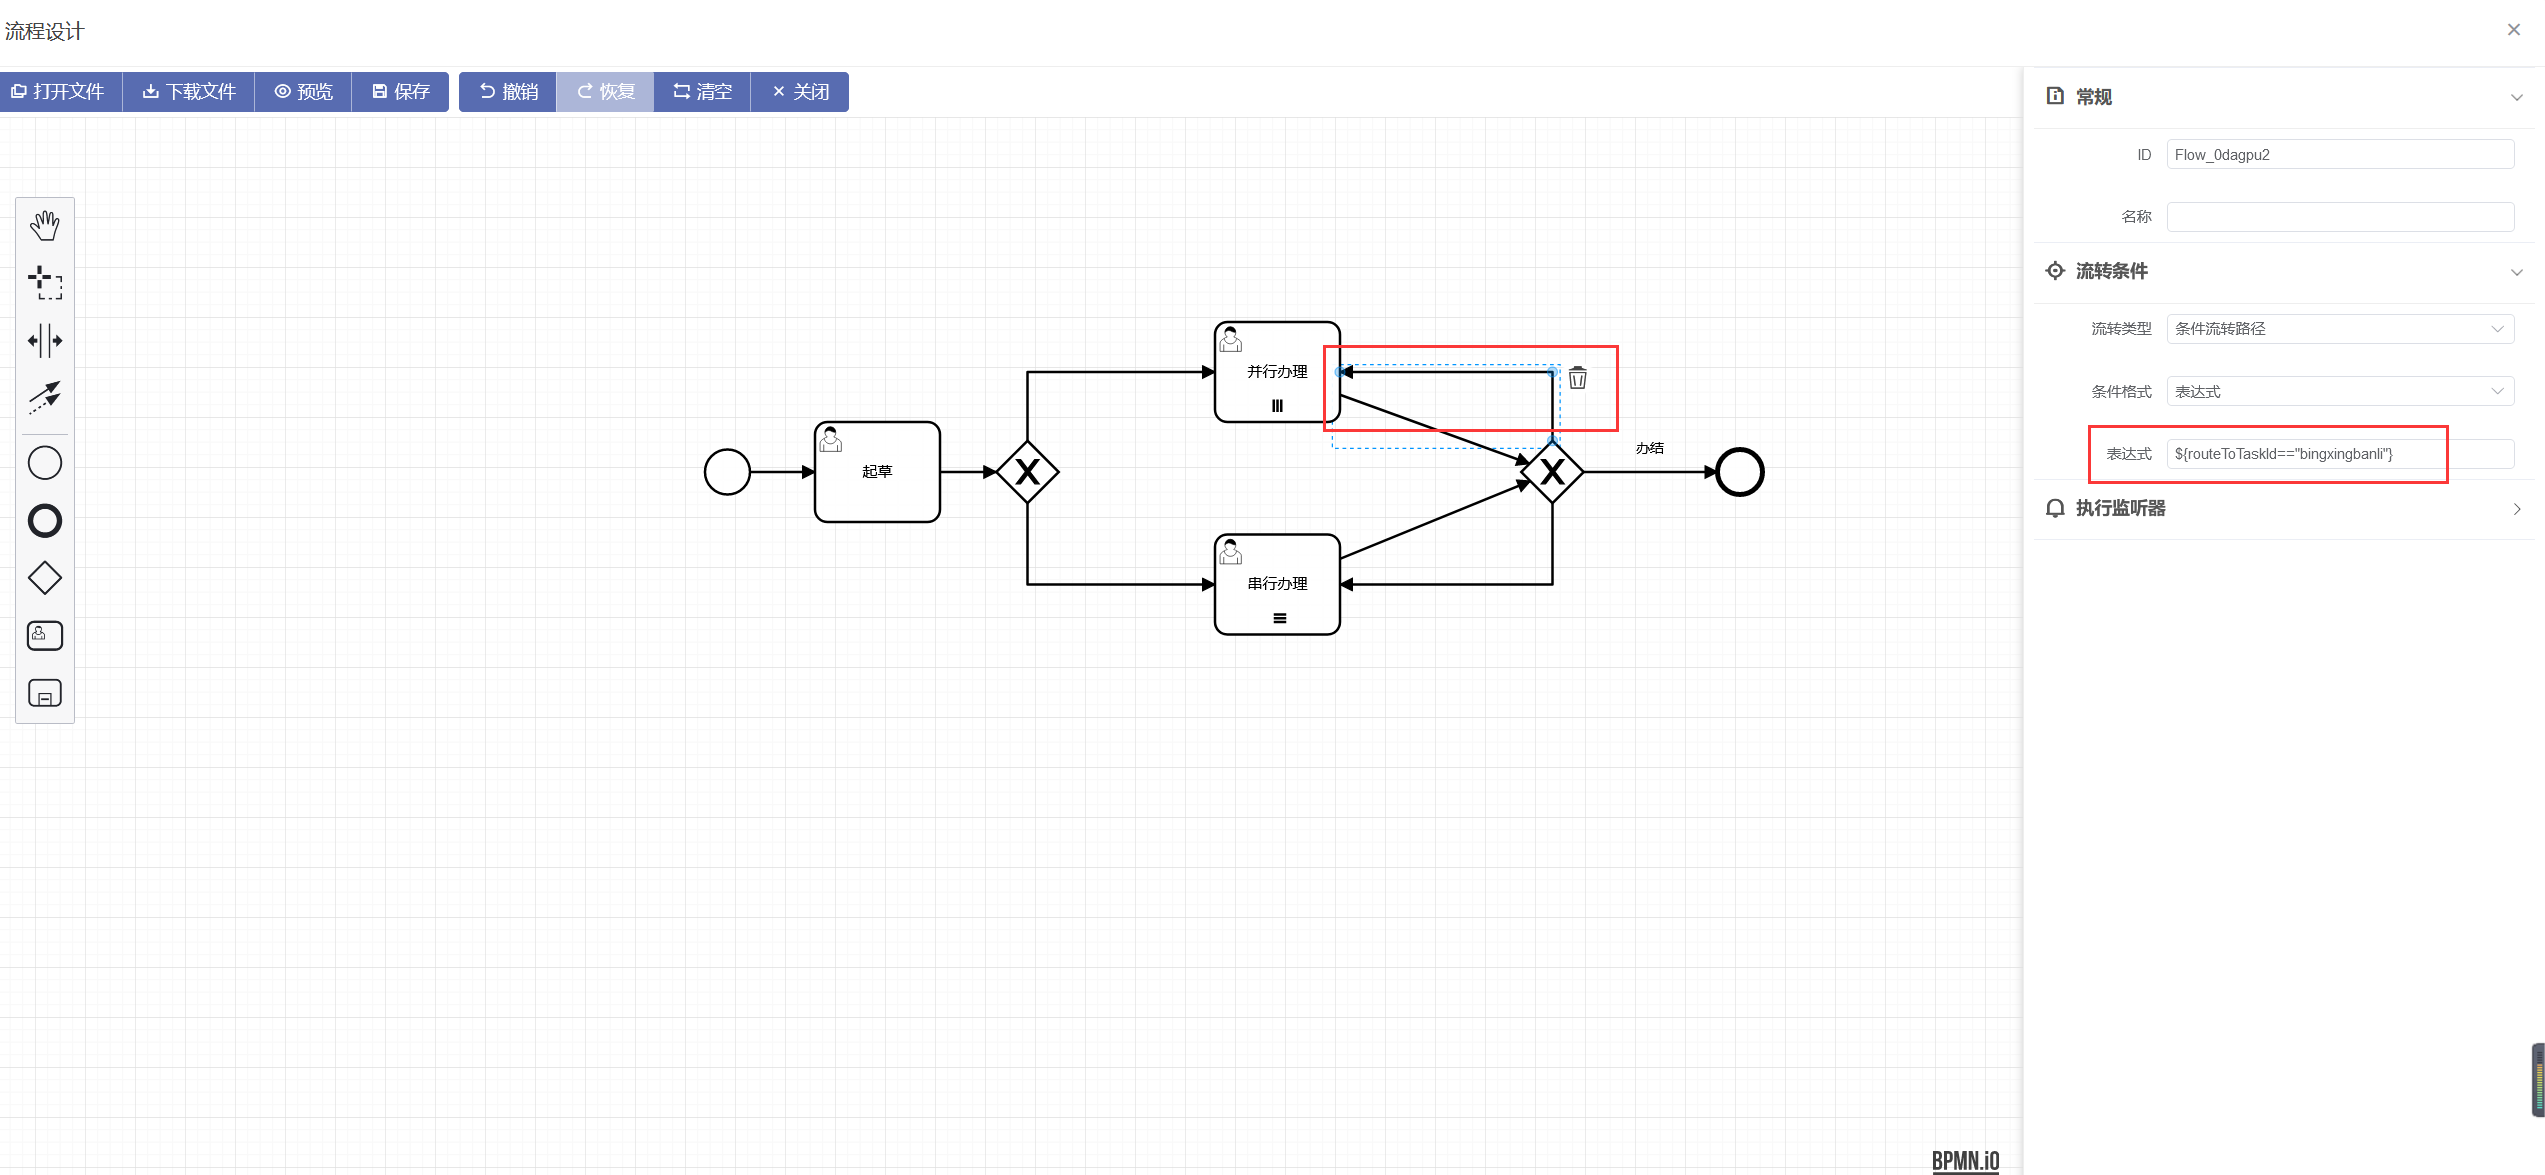 流程设计
打开文件 下载文件 预览 保存 撤销 恢复 清空 关闭
常规
ID Flow_0dagpu2
名称
流转条件
流转类型 条件流转路径
条件格式 表达式
表达式 ${routeToTaskId=="bingxingbanli"}
执行监听器
并行办理
办结
起草
串行办理
BPMN.iO